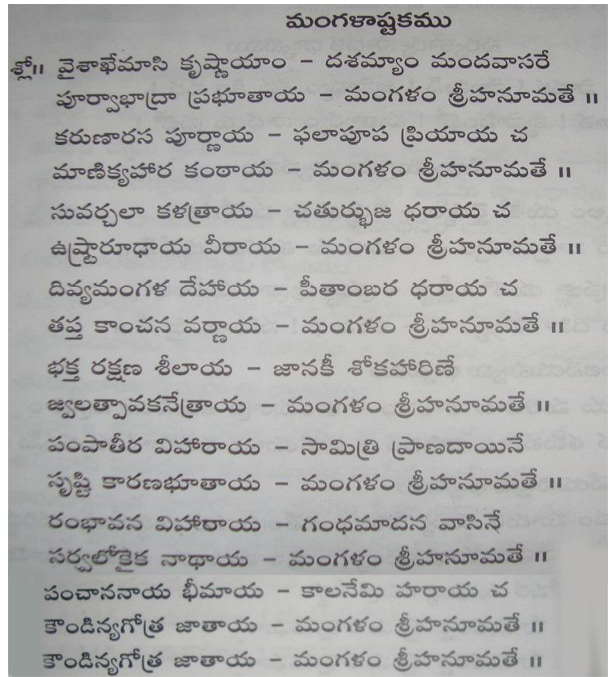 మంగళాష్టకము
శ్లో॥ వైశాఖేమాసి కృష్ణాయాం – దశమ్యాం మందవాసరే
పూర్వాభాద్రా ప్రభూతాయ – మంగళం శ్రీహనూమతే ॥
కరుణారస పూర్ణాయ – ఫలాపూప ప్రియాయ చ
మాణిక్యహార కంఠాయ – మంగళం శ్రీహనూమతే ॥
సువర్చలా కళత్రాయ – చతుర్భుజ ధరాయ చ
ఉష్ట్రారూఢాయ వీరాయ – మంగళం శ్రీహనూమతే ॥
దివ్యమంగళ దేహాయ – పీతాంబర ధరాయ చ
తప్త కాంచన వర్ణాయ – మంగళం శ్రీహనూమతే ॥
భక్త రక్షణ శీలాయ – జానకీ శోకహారిణే
జ్వలత్పావకనేత్రాయ – మంగళం శ్రీహనూమతే ॥
పంపాతీర విహారాయ – సామిత్రి ప్రాణదాయినే
సృష్టి కారణభూతాయ – మంగళం శ్రీహనూమతే ॥
రంభావన విహారాయ – గంధమాదన వాసినే
సర్వలోకైక నాథాయ – మంగళం శ్రీహనూమతే ॥
పంచాననాయ భీమాయ – కాలనేమి హరాయ చ
కౌండిన్యగోత్ర జాతాయ – మంగళం శ్రీహనూమతే ॥
కౌండిన్యగోత్ర జాతాయ – మంగళం శ్రీహనూమతే ॥